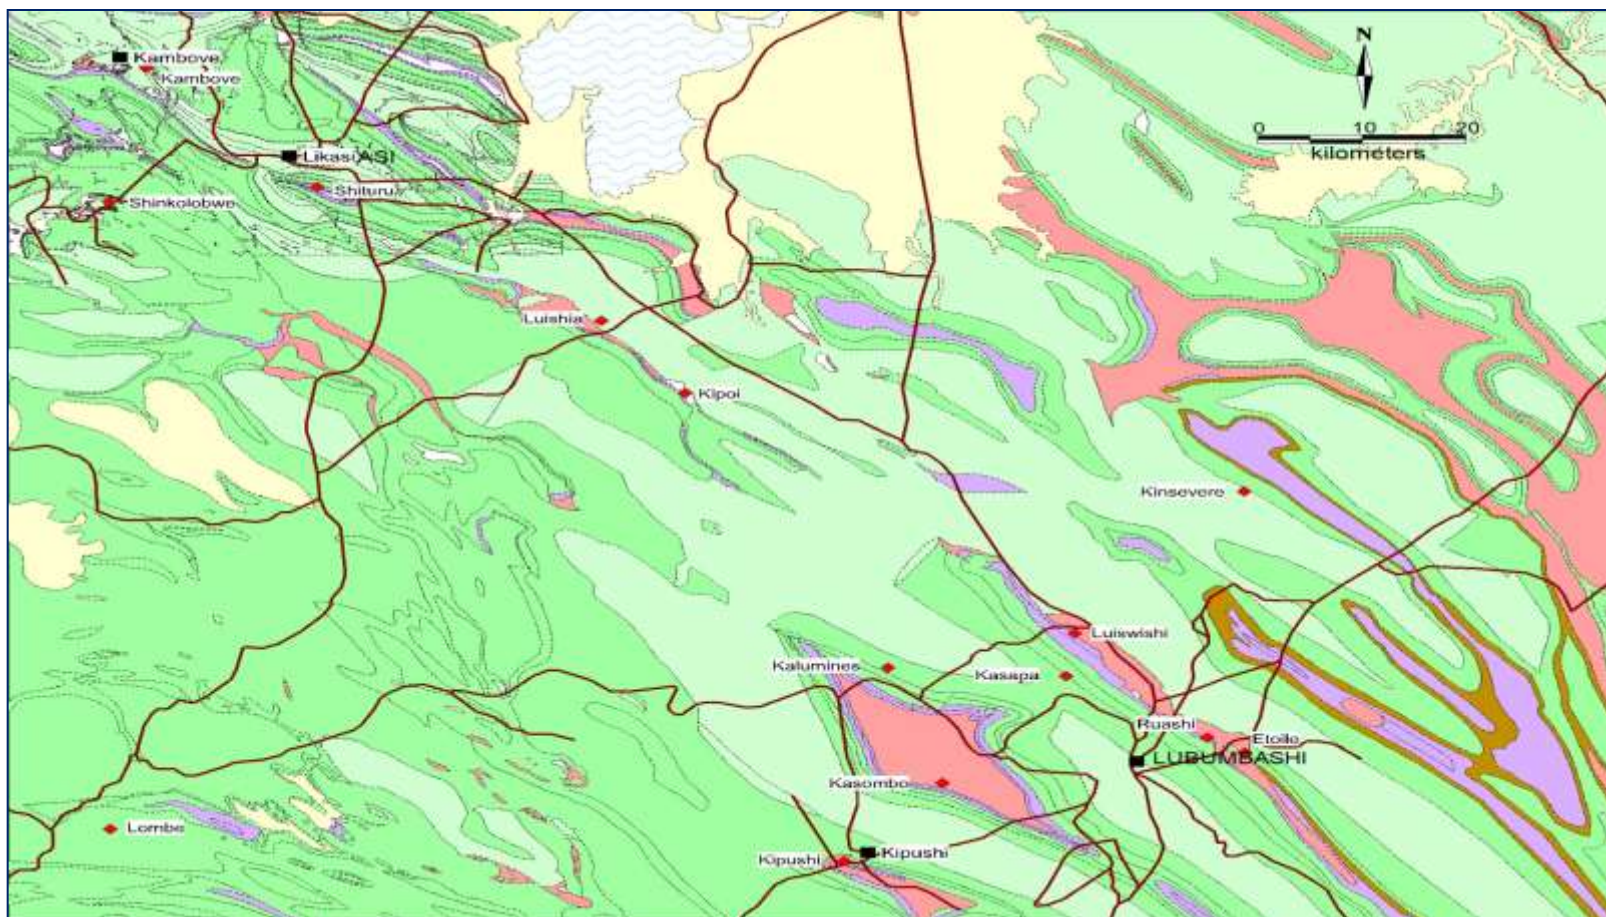 N
Kambove
Kambove
0 10 20
kilometers
Likasi ASI
Shituru
Shinkolobwe
Luishia
Kipoi
Kinsevere
Luiswishi
Kalumines
Kasapa
Ruashi
Etoile
LUBUMBASHI
Kasombo
Lombe
Kipushi
Kipushi